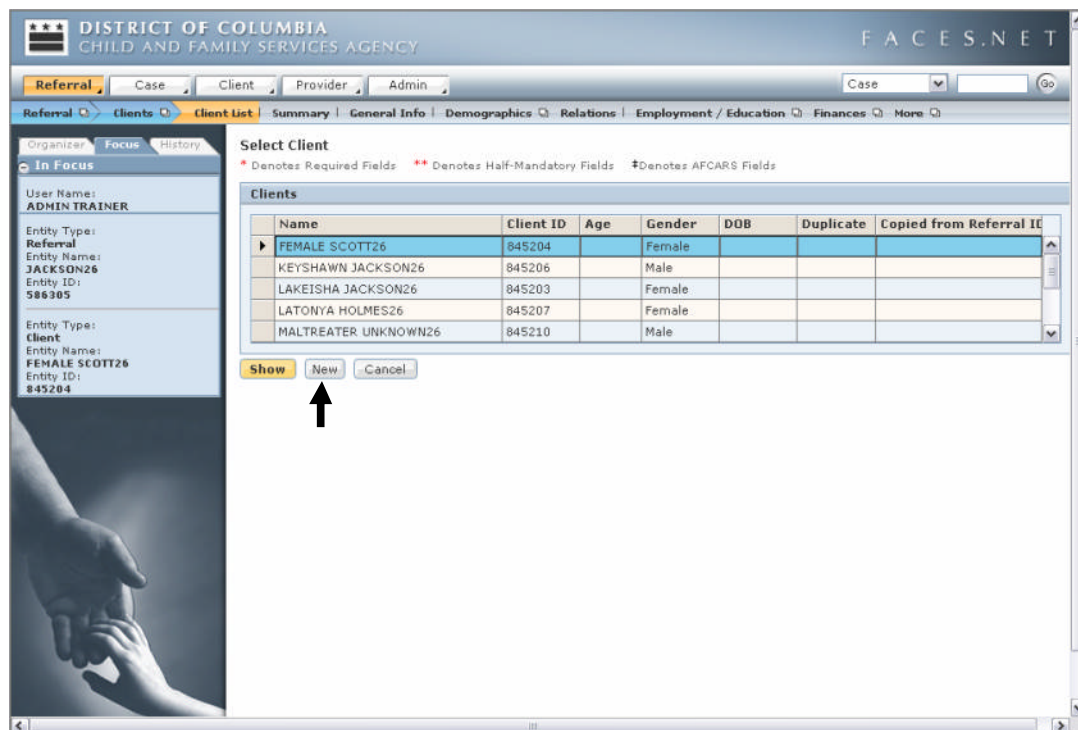 DISTRICT OF COLUMBIA
CHILD AND FAMILY SERVICES AGENCY
FACES.NET
Referral Case Client Provider Admin Case Go
Referral Clients Client List Summary General Info Demographics Relations Employment / Education Finances More
Organizer Focus History
In Focus
User Name:
ADMIN TRAINER
Entity Type:
Referral
Entity Name:
JACKSON26
Entity ID:
586305
Entity Type:
Client
Entity Name:
FEMALE SCOTT26
Entity ID:
845204
Select Client
* Denotes Required Fields ** Denotes Half-Mandatory Fields ‡Denotes AFCARS Fields
Clients
Name Client ID Age Gender DOB Duplicate Copied from Referral ID
FEMALE SCOTT26 845204 Female
KEYSHAWN JACKSON26 845206 Male
LAKEISHA JACKSON26 845203 Female
LATONYA HOLMES26 845207 Female
MALTREATER UNKNOWN26 845210 Male
Show New Cancel